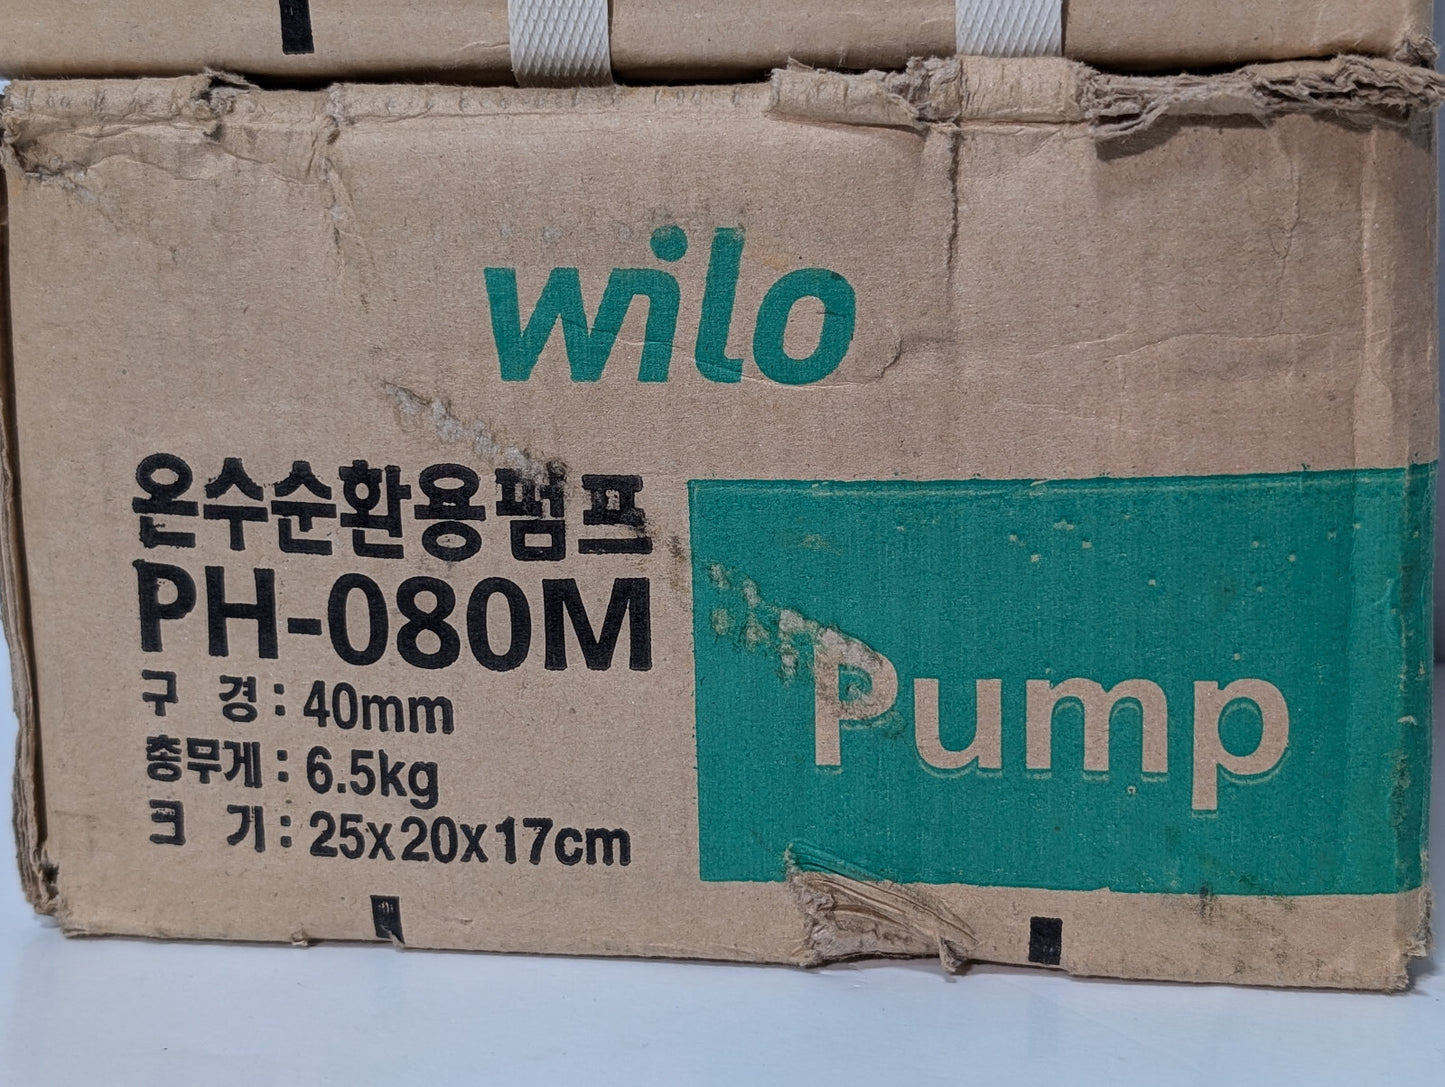 wilo
온수순환용펌프
PH-080M
구 경 : 40mm
총무게 : 6.5kg
크 기 : 25x20x17cm
Pump